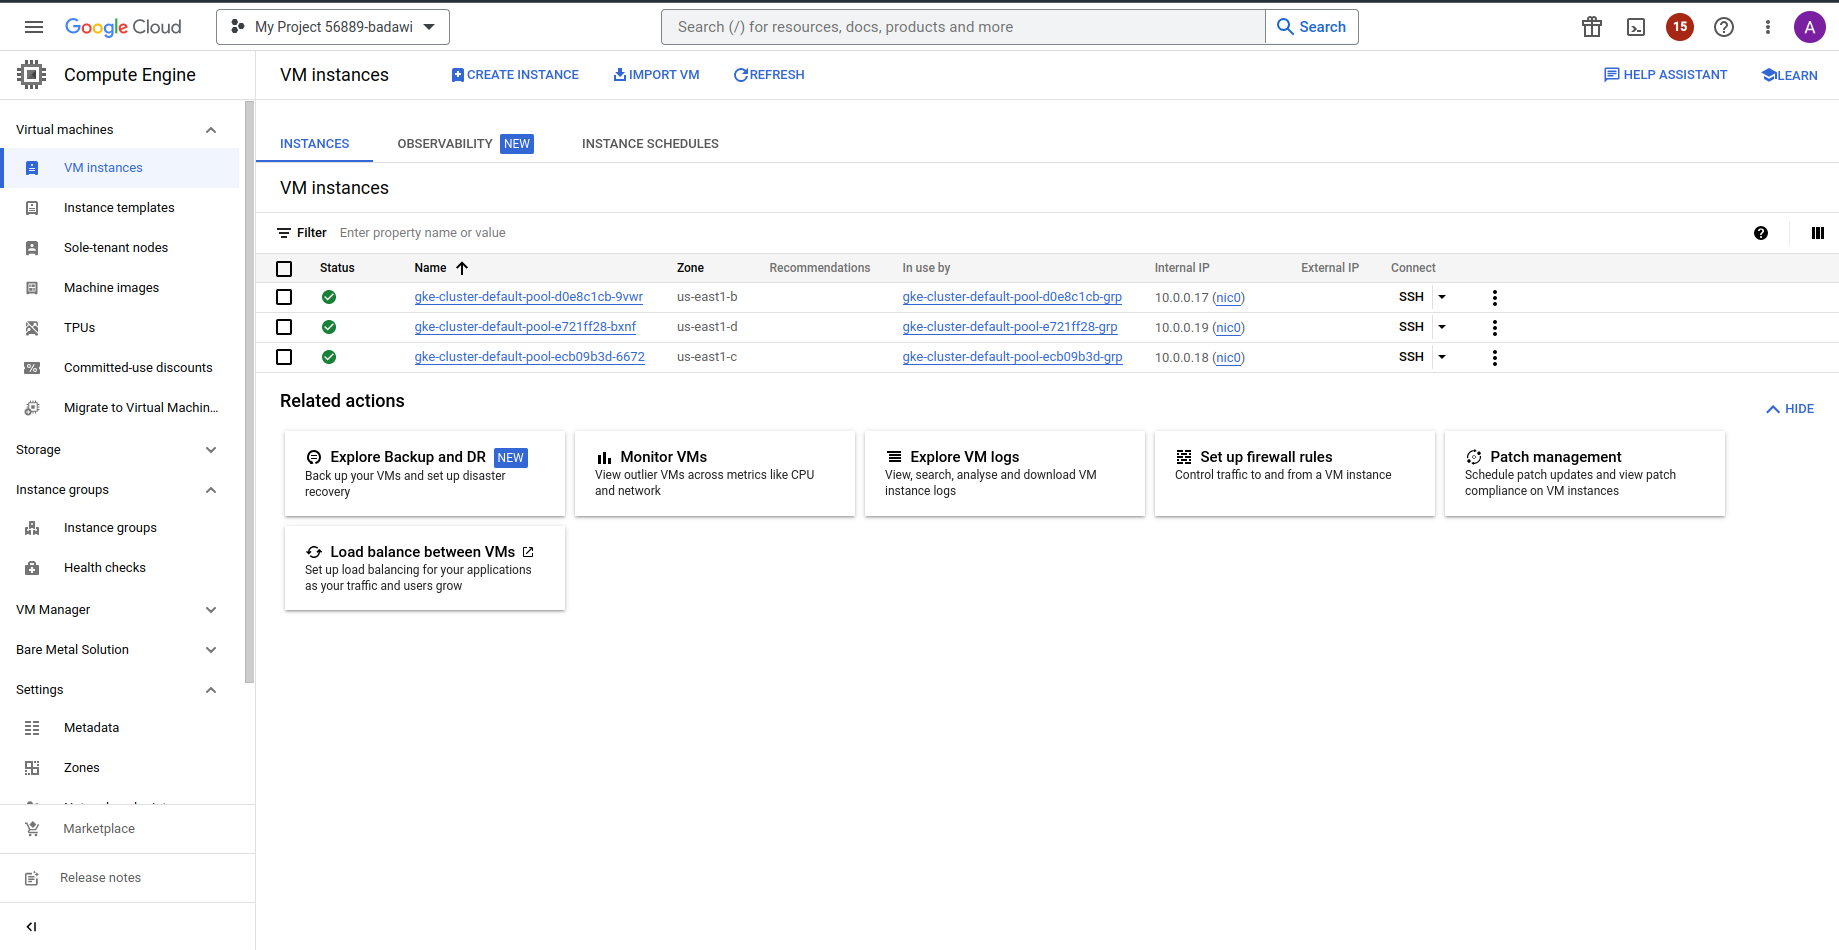 Google Cloud
My Project 56889-badawi
Search (/) for resources, docs, products and more
Search
15
A
Compute Engine
VM instances
CREATE INSTANCE
IMPORT VM
REFRESH
HELP ASSISTANT
LEARN
Virtual machines
VM instances
Instance templates
Sole-tenant nodes
Machine images
TPUs
Committed-use discounts
Migrate to Virtual Machin...
Storage
Instance groups
Instance groups
Health checks
VM Manager
Bare Metal Solution
Settings
Metadata
Zones
Marketplace
Release notes
INSTANCES
OBSERVABILITY NEW
INSTANCE SCHEDULES
VM instances
Filter Enter property name or value
Status Name Zone Recommendations In use by Internal IP External IP Connect
gke-cluster-default-pool-d0e8c1cb-9vwr us-east1-b gke-cluster-default-pool-d0e8c1cb-grp 10.0.0.17 (nic0) SSH
gke-cluster-default-pool-e721ff28-bxnf us-east1-d gke-cluster-default-pool-e721ff28-grp 10.0.0.19 (nic0) SSH
gke-cluster-default-pool-ecb09b3d-6672 us-east1-c gke-cluster-default-pool-ecb09b3d-grp 10.0.0.18 (nic0) SSH
Related actions
HIDE
Explore Backup and DR NEW
Back up your VMs and set up disaster
recovery
Monitor VMs
View outlier VMs across metrics like CPU
and network
Explore VM logs
View, search, analyse and download VM
instance logs
Set up firewall rules
Control traffic to and from a VM instance
Patch management
Schedule patch updates and view patch
compliance on VM instances
Load balance between VMs
Set up load balancing for your applications
as your traffic and users grow